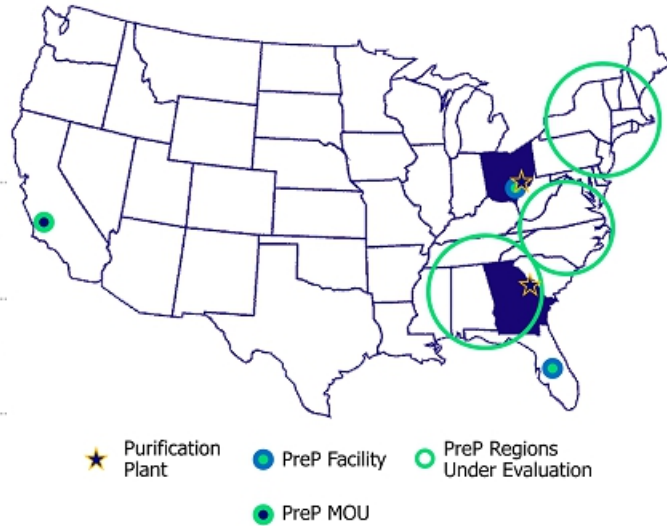 Purification
Plant
PreP Facility
PreP Regions
Under Evaluation
PreP MOU